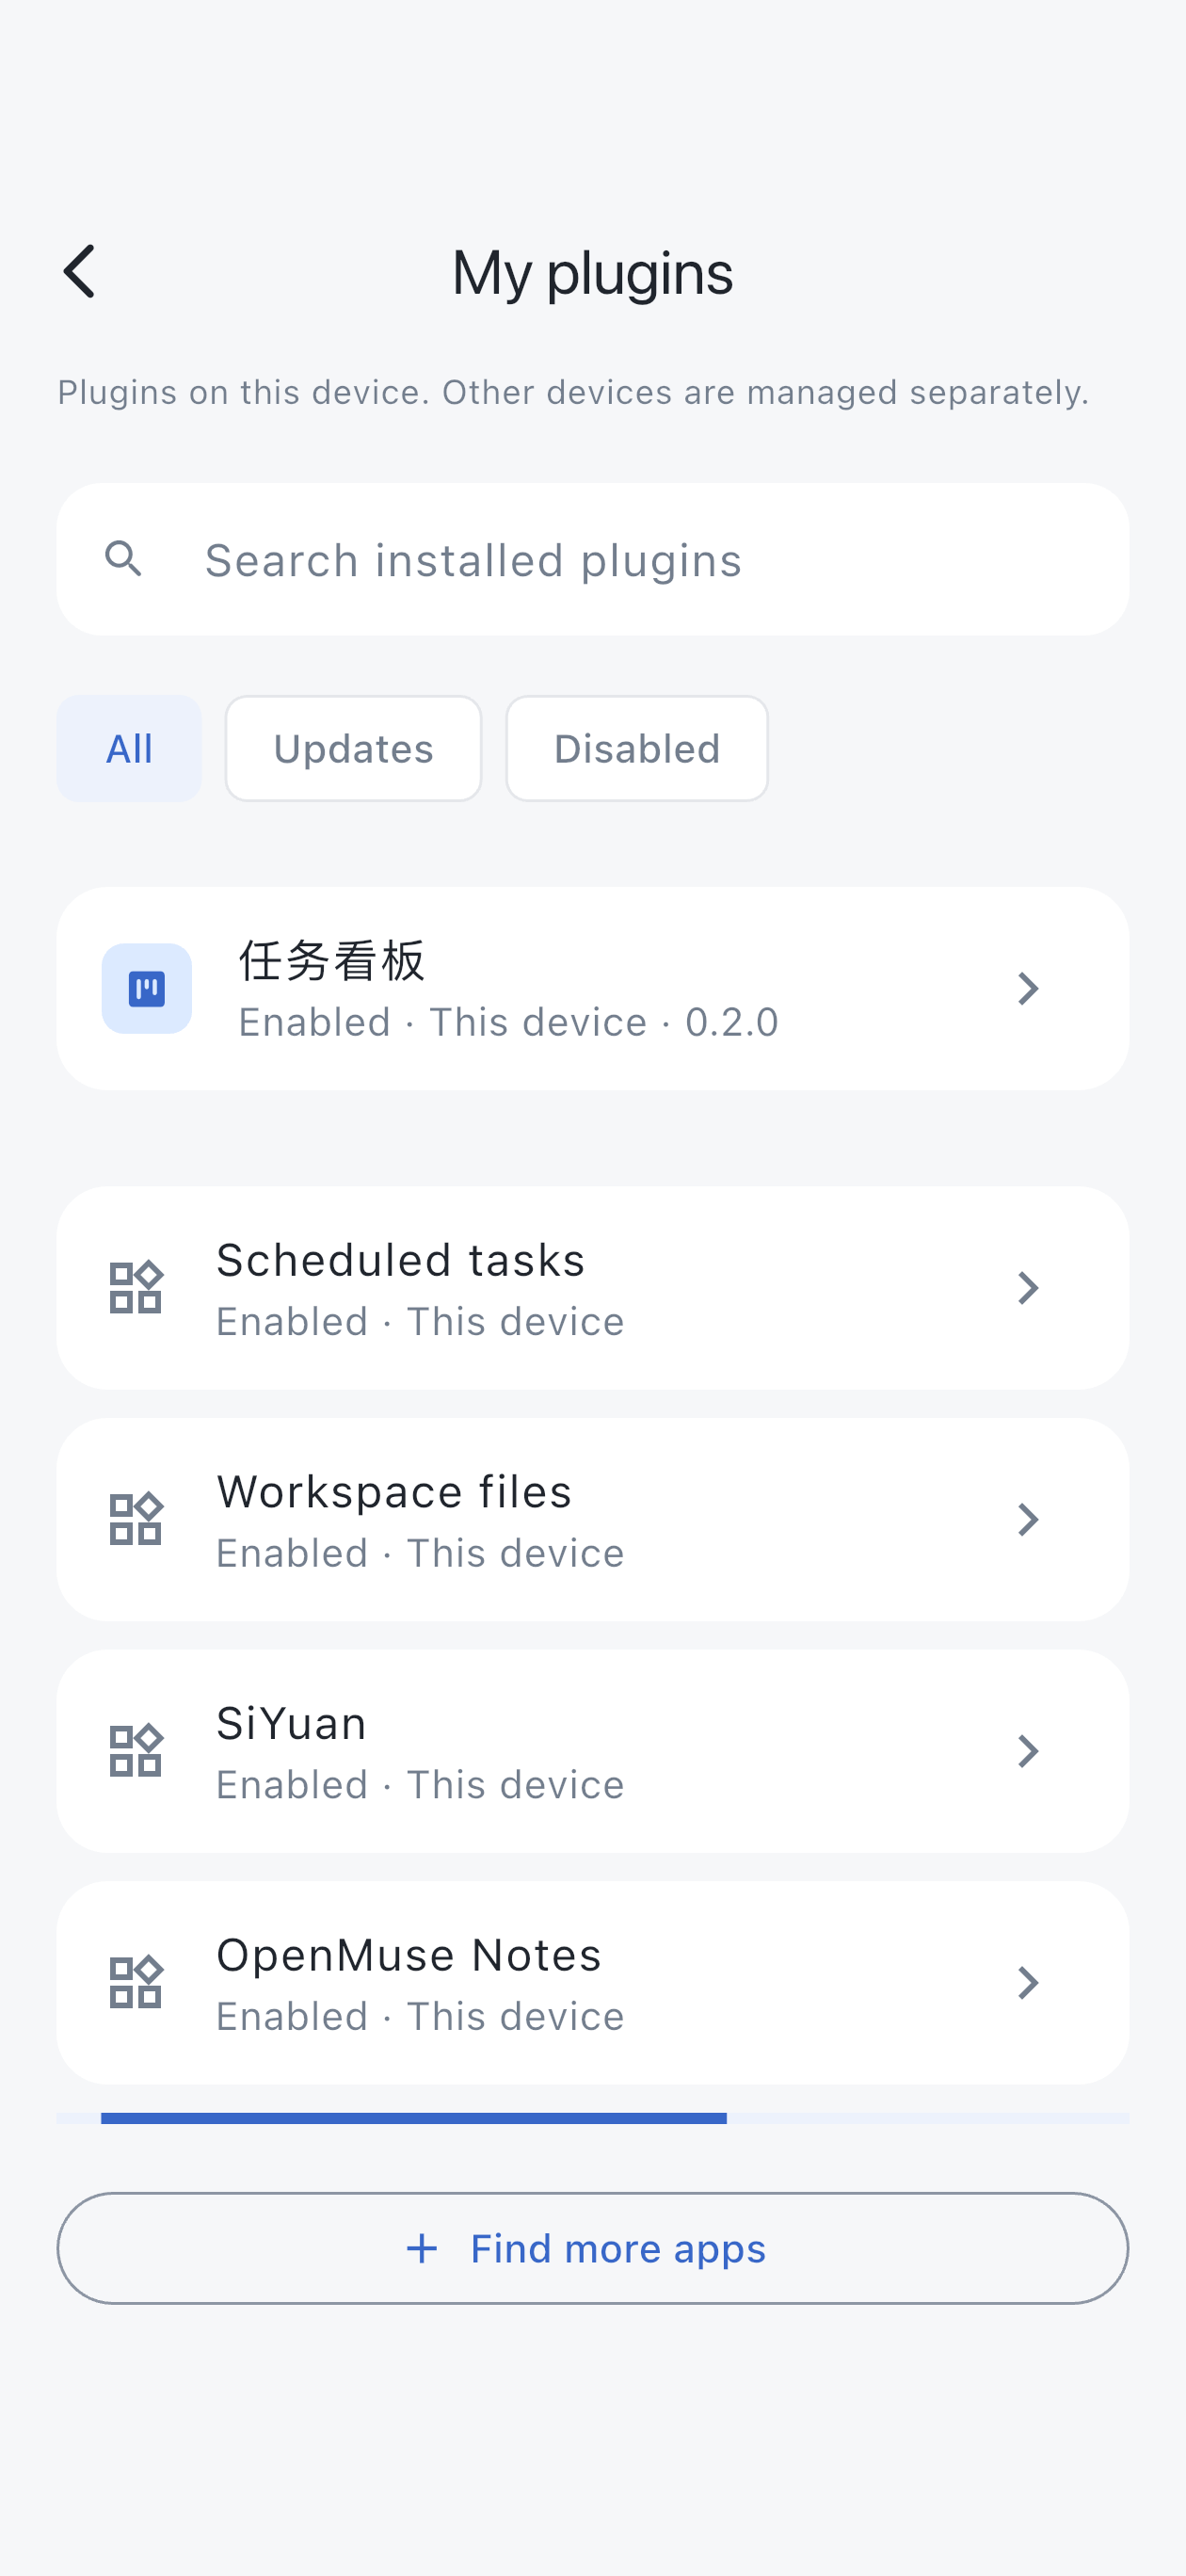 My plugins
Plugins on this device. Other devices are managed separately.
Search installed plugins
All
Updates
Disabled
任务看板
Enabled · This device · 0.2.0
Scheduled tasks
Enabled · This device
Workspace files
Enabled · This device
SiYuan
Enabled · This device
OpenMuse Notes
Enabled · This device
+ Find more apps